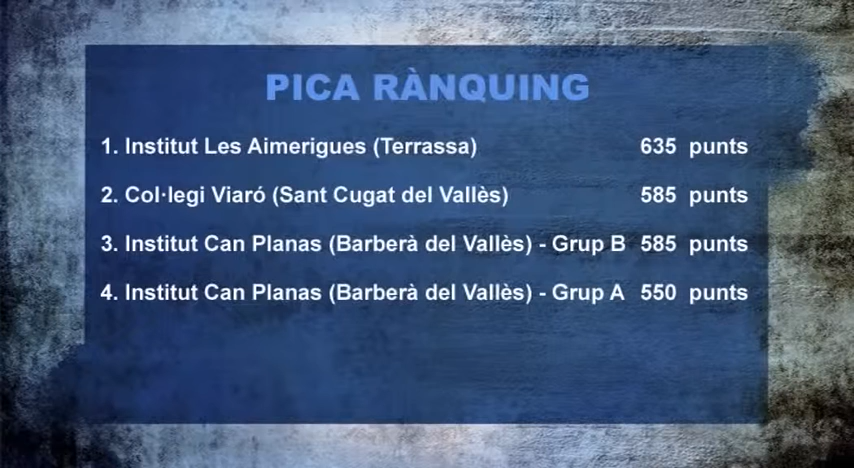 PICA RÀNQUING
1. Institut Les Aimerigues (Terrassa) 635 punts
2. Col·legi Viaró (Sant Cugat del Vallès) 585 punts
3. Institut Can Planas (Barberà del Vallès) - Grup B 585 punts
4. Institut Can Planas (Barberà del Vallès) - Grup A 550 punts